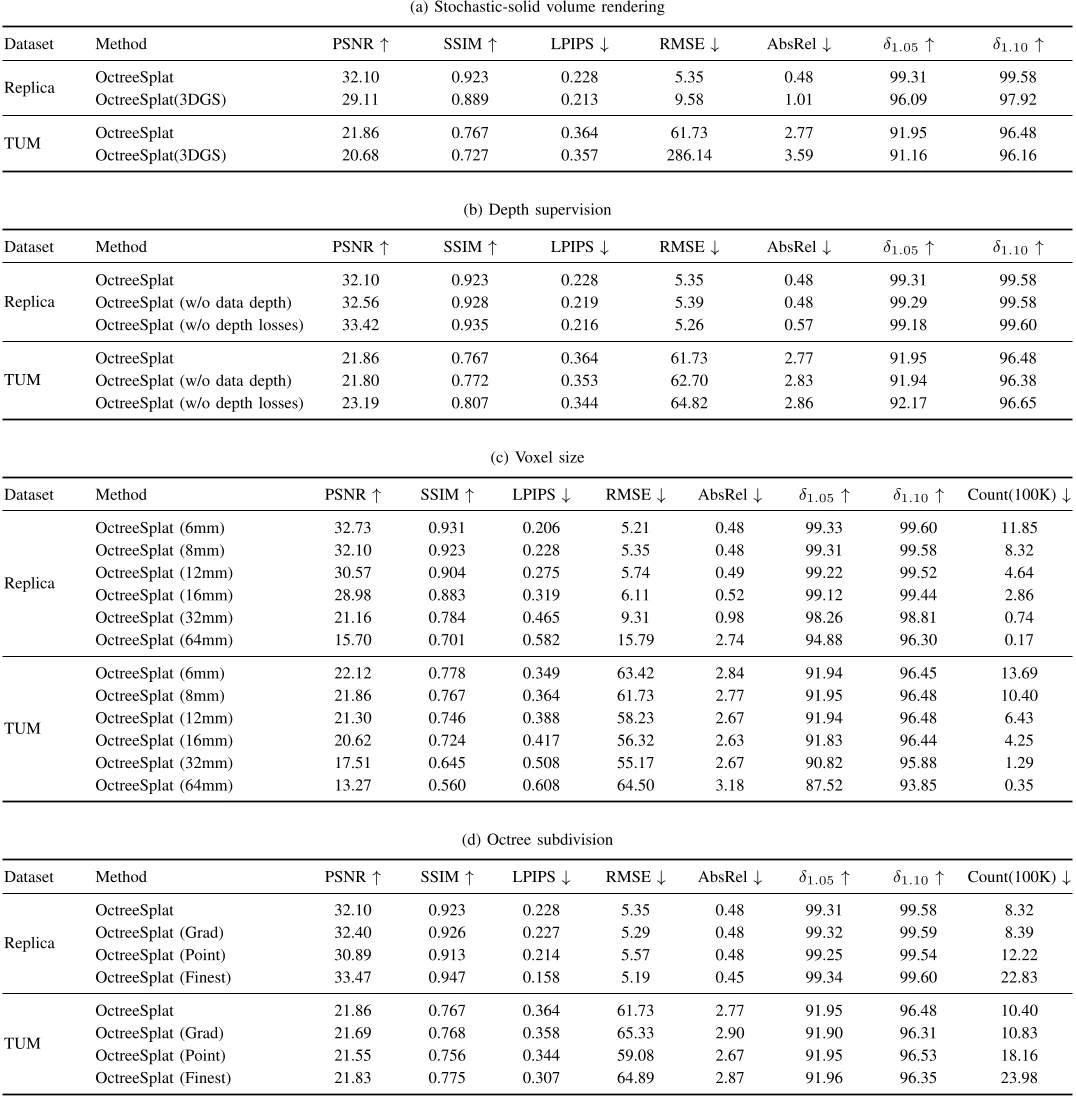 (a) Stochastic-solid volume rendering
Dataset Method PSNR ↑ SSIM ↑ LPIPS ↓ RMSE ↓ AbsRel ↓ δ1.05 ↑ δ1.10 ↑
Replica
OctreeSplat 32.10 0.923 0.228 5.35 0.48 99.31 99.58
OctreeSplat(3DGS) 29.11 0.889 0.213 9.58 1.01 96.09 97.92
TUM
OctreeSplat 21.86 0.767 0.364 61.73 2.77 91.95 96.48
OctreeSplat(3DGS) 20.68 0.727 0.357 286.14 3.59 91.16 96.16
(b) Depth supervision
Dataset Method PSNR ↑ SSIM ↑ LPIPS ↓ RMSE ↓ AbsRel ↓ δ1.05 ↑ δ1.10 ↑
OctreeSplat 32.10 0.923 0.228 5.35 0.48 99.31 99.58
Replica OctreeSplat (w/o data depth) 32.56 0.928 0.219 5.39 0.48 99.29 99.58
OctreeSplat (w/o depth losses) 33.42 0.935 0.216 5.26 0.57 99.18 99.60
OctreeSplat 21.86 0.767 0.364 61.73 2.77 91.95 96.48
TUM OctreeSplat (w/o data depth) 21.80 0.772 0.353 62.70 2.83 91.94 96.38
OctreeSplat (w/o depth losses) 23.19 0.807 0.344 64.82 2.86 92.17 96.65
(c) Voxel size
Dataset Method PSNR ↑ SSIM ↑ LPIPS ↓ RMSE ↓ AbsRel ↓ δ1.05 ↑ δ1.10 ↑ Count(100K) ↓
OctreeSplat (6mm) 32.73 0.931 0.206 5.21 0.48 99.33 99.60 11.85
OctreeSplat (8mm) 32.10 0.923 0.228 5.35 0.48 99.31 99.58 8.32
OctreeSplat (12mm) 30.57 0.904 0.275 5.74 0.49 99.22 99.52 4.64
Replica
OctreeSplat (16mm) 28.98 0.883 0.319 6.11 0.52 99.12 99.44 2.86
OctreeSplat (32mm) 21.16 0.784 0.465 9.31 0.98 98.26 98.81 0.74
OctreeSplat (64mm) 15.70 0.701 0.582 15.79 2.74 94.88 96.30 0.17
OctreeSplat (6mm) 22.12 0.778 0.349 63.42 2.84 91.94 96.45 13.69
OctreeSplat (8mm) 21.86 0.767 0.364 61.73 2.77 91.95 96.48 10.40
OctreeSplat (12mm) 21.30 0.746 0.388 58.23 2.67 91.94 96.48 6.43
TUM
OctreeSplat (16mm) 20.62 0.724 0.417 56.32 2.63 91.83 96.44 4.25
OctreeSplat (32mm) 17.51 0.645 0.508 55.17 2.67 90.82 95.88 1.29
OctreeSplat (64mm) 13.27 0.560 0.608 64.50 3.18 87.52 93.85 0.35
(d) Octree subdivision
Dataset Method PSNR ↑ SSIM ↑ LPIPS ↓ RMSE ↓ AbsRel ↓ δ1.05 ↑ δ1.10 ↑ Count(100K) ↓
OctreeSplat 32.10 0.923 0.228 5.35 0.48 99.31 99.58 8.32
OctreeSplat (Grad) 32.40 0.926 0.227 5.29 0.48 99.32 99.59 8.39
Replica
OctreeSplat (Point) 30.89 0.913 0.214 5.57 0.48 99.25 99.54 12.22
OctreeSplat (Finest) 33.47 0.947 0.158 5.19 0.45 99.34 99.60 22.83
OctreeSplat 21.86 0.767 0.364 61.73 2.77 91.95 96.48 10.40
OctreeSplat (Grad) 21.69 0.768 0.358 65.33 2.90 91.90 96.31 10.83
TUM
OctreeSplat (Point) 21.55 0.756 0.344 59.08 2.67 91.95 96.53 18.16
OctreeSplat (Finest) 21.83 0.775 0.307 64.89 2.87 91.96 96.35 23.98